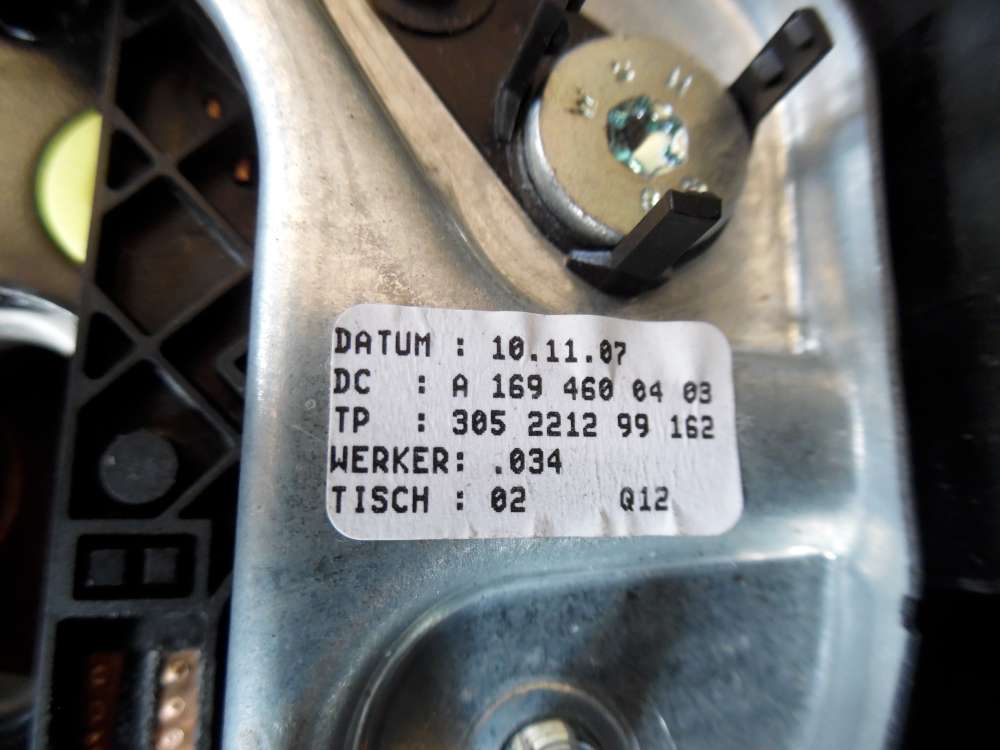 DATUM : 10.11.07
DC : A 169 460 04 03
TP : 305 2212 99 162
WERKER: .034
TISCH : 02 Q12